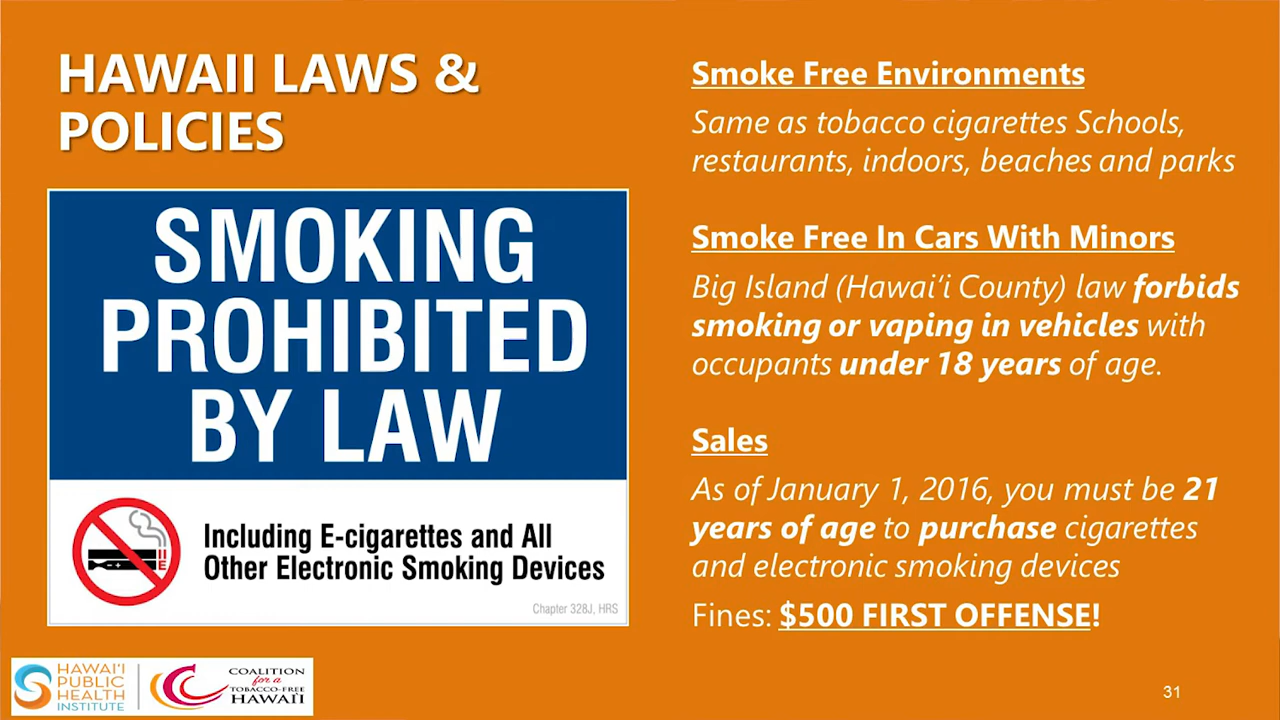 HAWAII LAWS &
POLICIES
SMOKING
PROHIBITED
BY LAW
Including E-cigarettes and All
Other Electronic Smoking Devices
Chapter 328J, HRS
Smoke Free Environments
Same as tobacco cigarettes Schools,
restaurants, indoors, beaches and parks
Smoke Free In Cars With Minors
Big Island (Hawai‘i County) law forbids
smoking or vaping in vehicles with
occupants under 18 years of age.
Sales
As of January 1, 2016, you must be 21
years of age to purchase cigarettes
and electronic smoking devices
Fines: $500 FIRST OFFENSE!
HAWAI‘I
PUBLIC
HEALTH
INSTITUTE
COALITION
for a
TOBACCO-FREE
HAWAI‘I
31